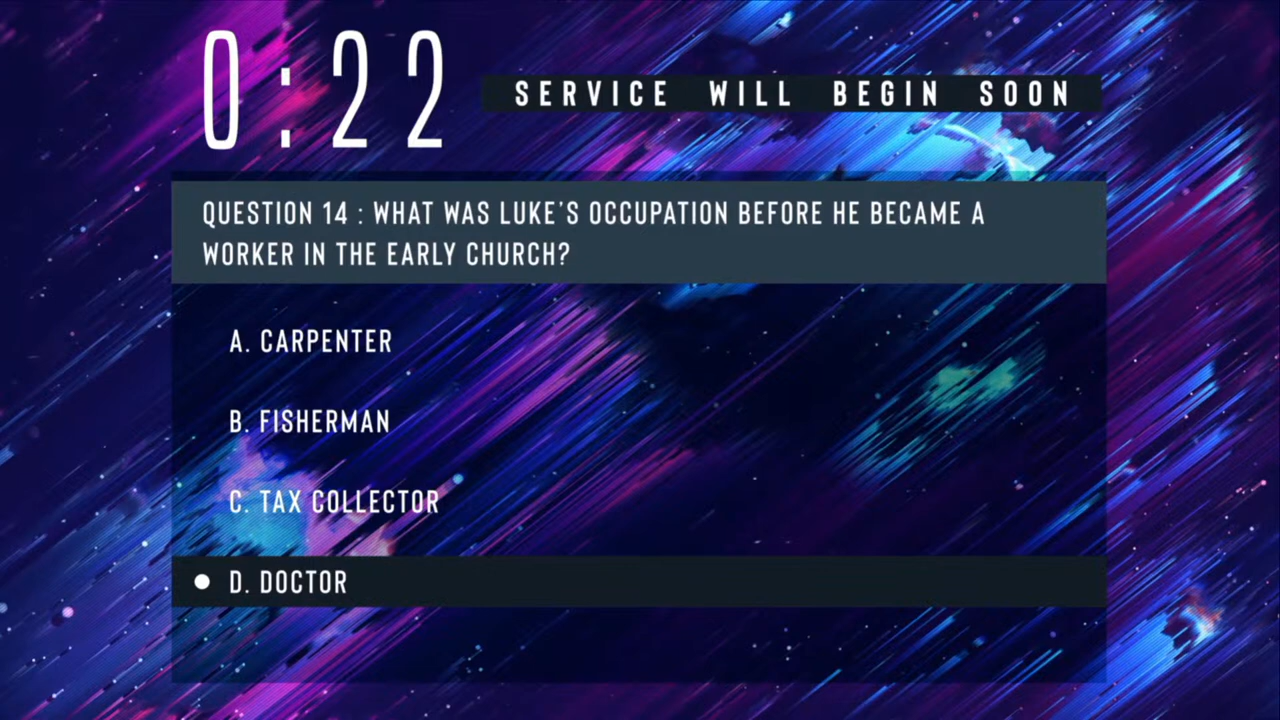 0:22
SERVICE WILL BEGIN SOON
QUESTION 14 : WHAT WAS LUKE'S OCCUPATION BEFORE HE BECAME A
WORKER IN THE EARLY CHURCH?
A. CARPENTER
B. FISHERMAN
C. TAX COLLECTOR
D. DOCTOR